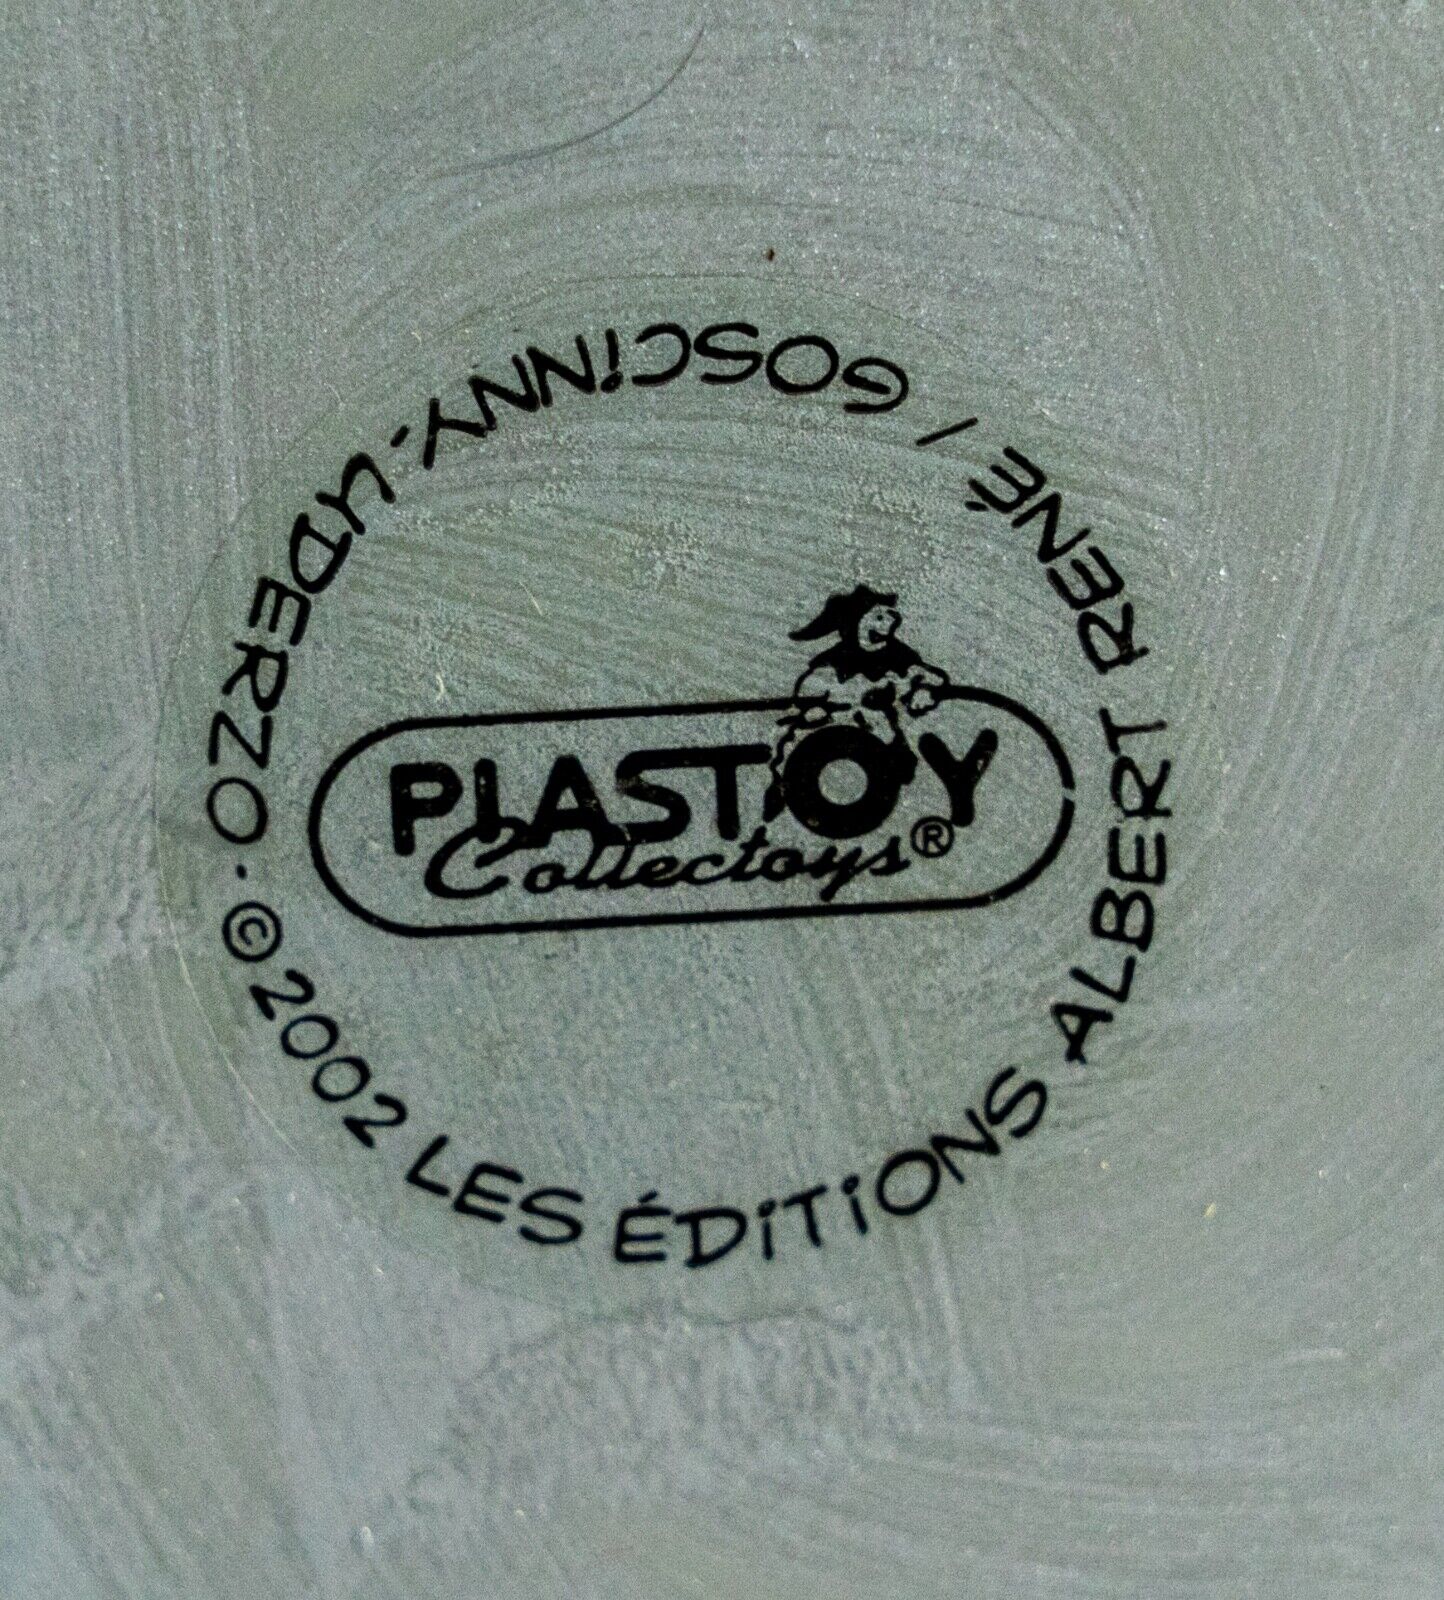 PLASTOY
Collectoys®
© 2002 LES ÉDITIONS ALBERT RENÉ / GOSCINNY-UDERZO ·